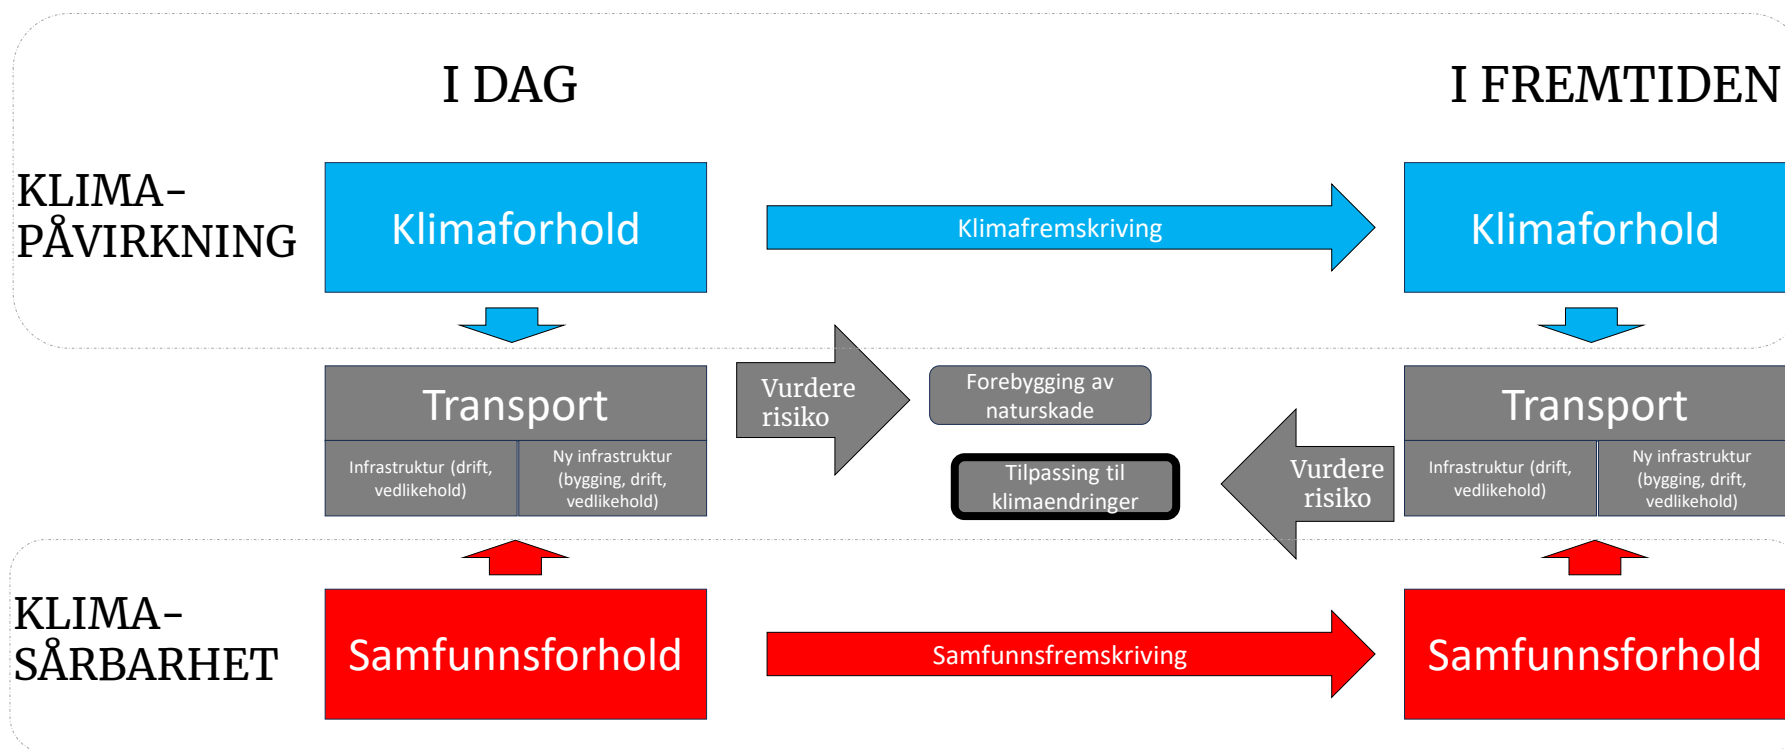 I DAG
I FREMTIDEN
KLIMA-
PÅVIRKNING
Klimaforhold
Klimafremskriving
Klimaforhold
Transport
Infrastruktur (drift,
vedlikehold)
Ny infrastruktur
(bygging, drift,
vedlikehold)
Vurdere
risiko
Forebygging av
naturskade
Tilpassing til
klimaendringer
Vurdere
risiko
Transport
Infrastruktur (drift,
vedlikehold)
Ny infrastruktur
(bygging, drift,
vedlikehold)
KLIMA-
SÅRBARHET
Samfunnsforhold
Samfunnsfremskriving
Samfunnsforhold